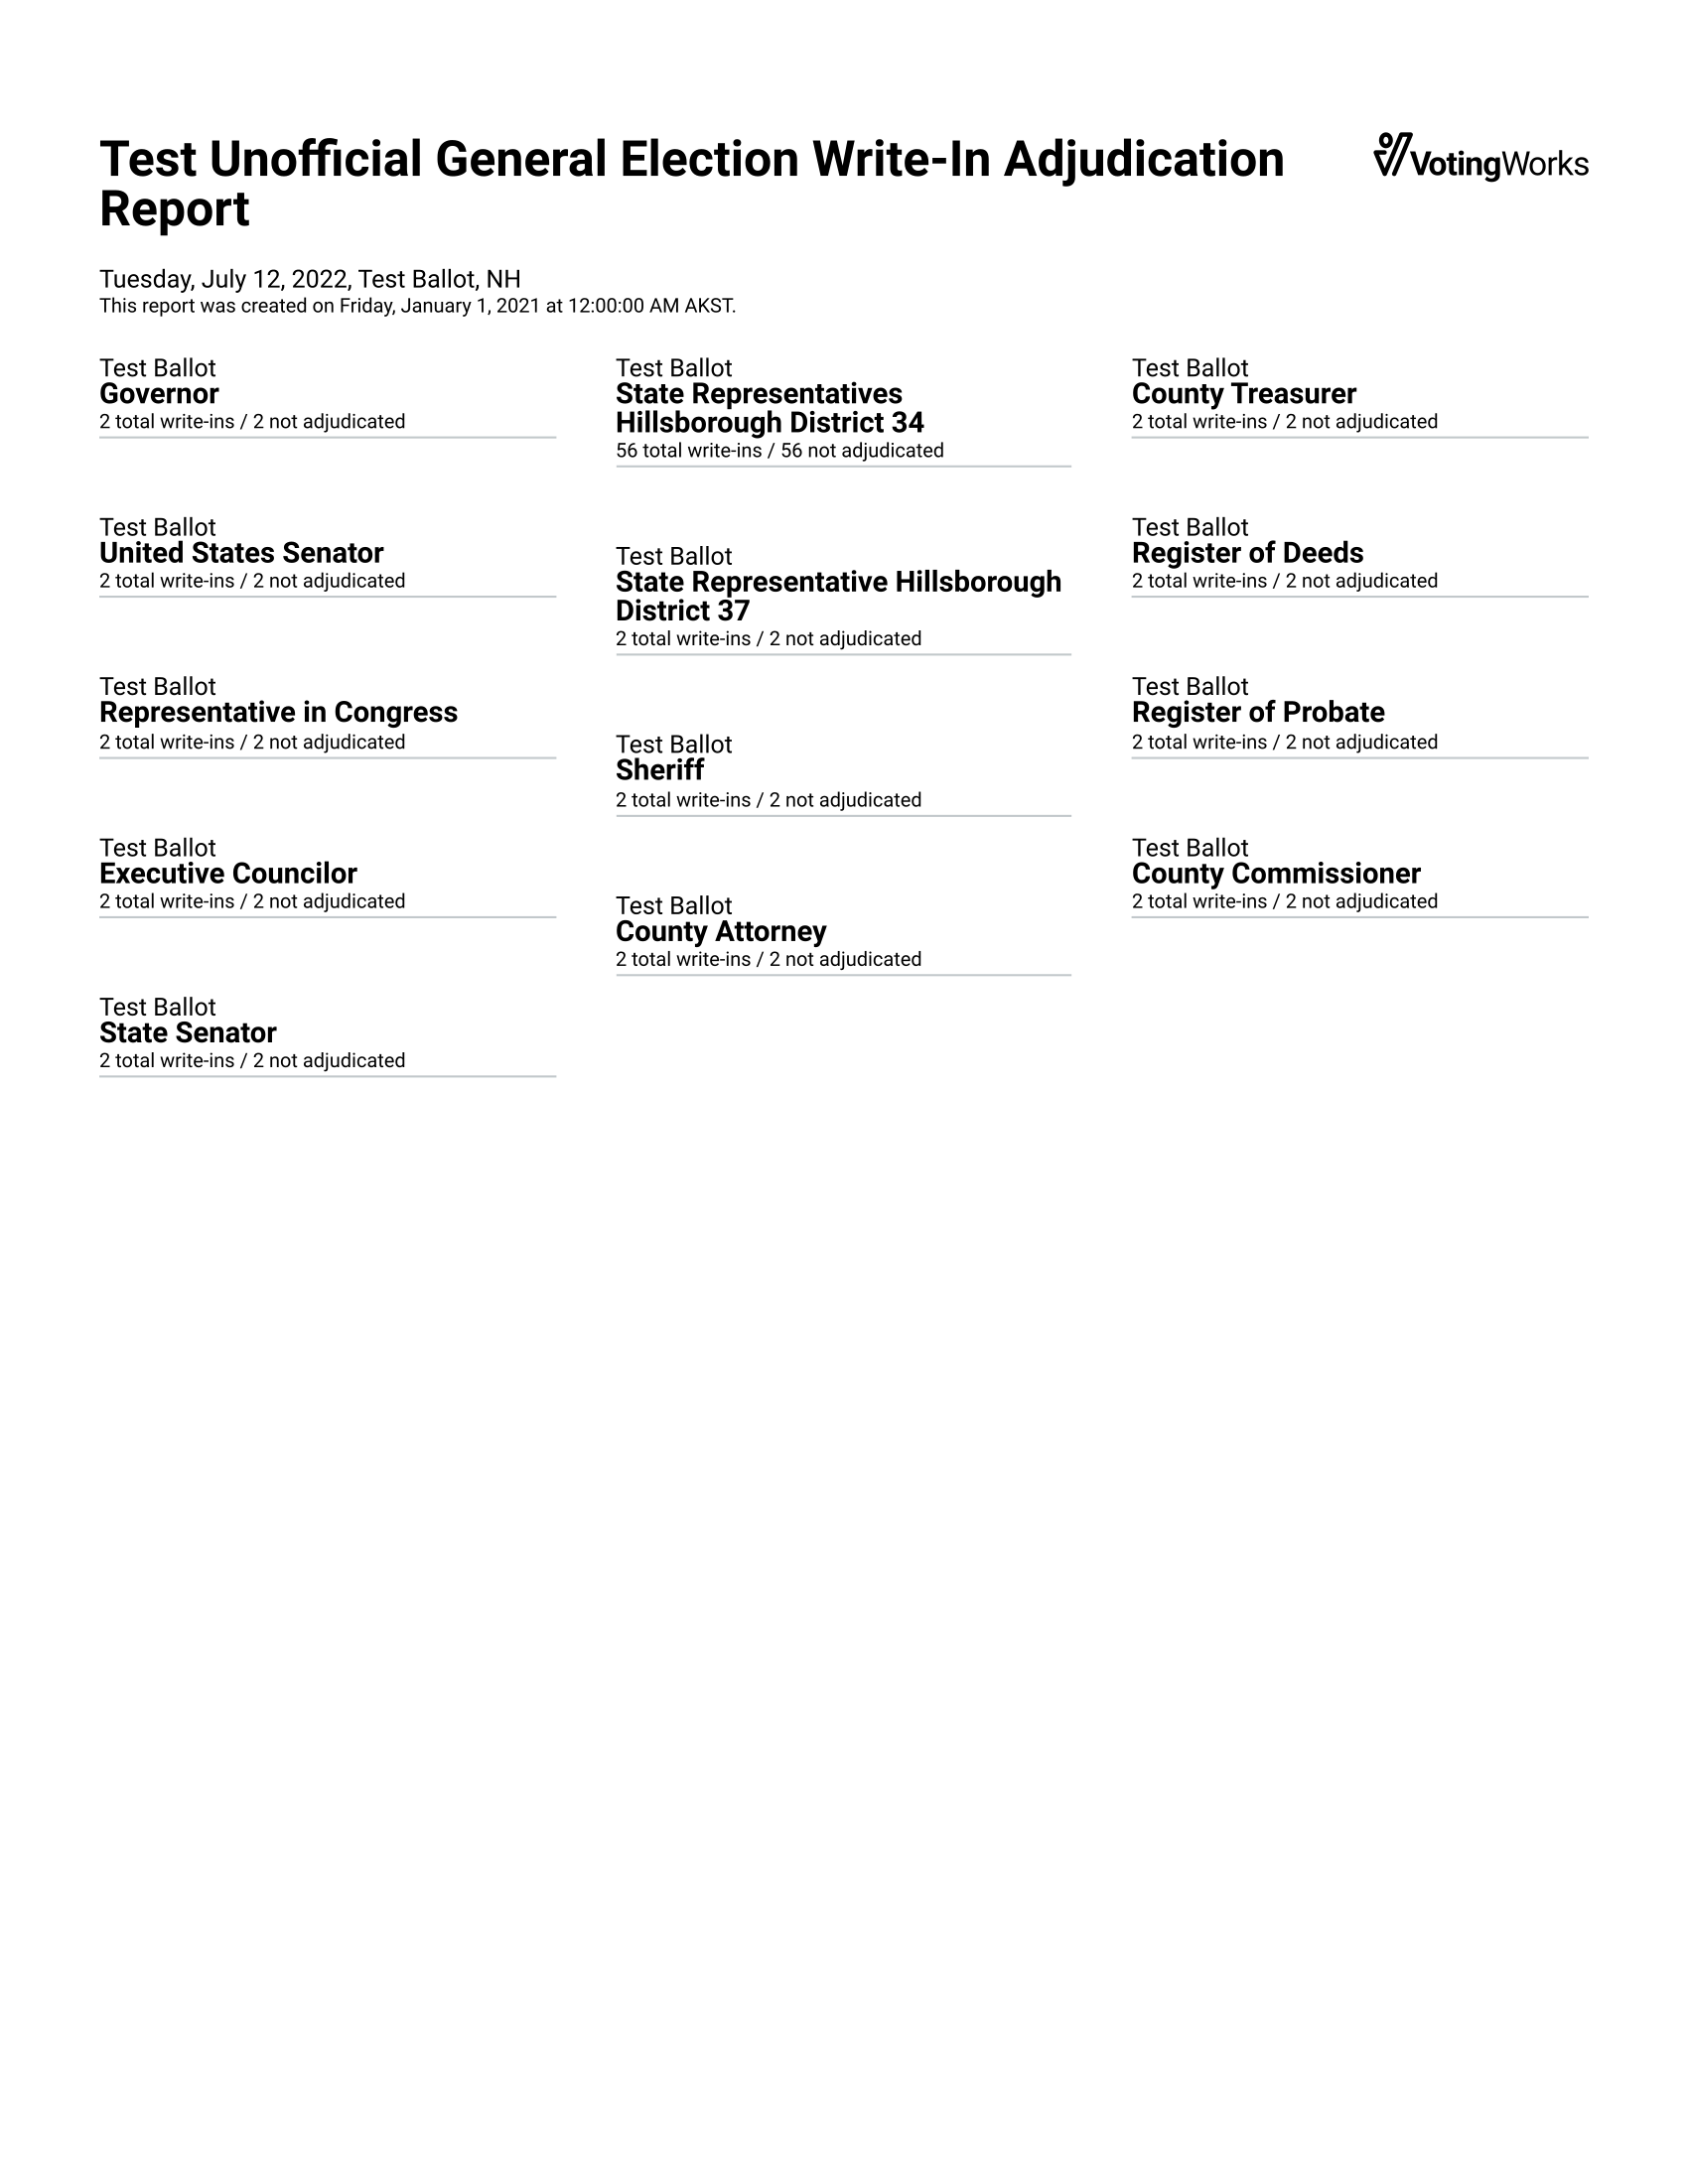 Test Unofficial General Election Write-In Adjudication
Report
VotingWorks
Tuesday, July 12, 2022, Test Ballot, NH
This report was created on Friday, January 1, 2021 at 12:00:00 AM AKST.
Test Ballot
Governor
2 total write-ins / 2 not adjudicated
Test Ballot
United States Senator
2 total write-ins / 2 not adjudicated
Test Ballot
Representative in Congress
2 total write-ins / 2 not adjudicated
Test Ballot
Executive Councilor
2 total write-ins / 2 not adjudicated
Test Ballot
State Senator
2 total write-ins / 2 not adjudicated
Test Ballot
State Representatives
Hillsborough District 34
56 total write-ins / 56 not adjudicated
Test Ballot
State Representative Hillsborough
District 37
2 total write-ins / 2 not adjudicated
Test Ballot
Sheriff
2 total write-ins / 2 not adjudicated
Test Ballot
County Attorney
2 total write-ins / 2 not adjudicated
Test Ballot
County Treasurer
2 total write-ins / 2 not adjudicated
Test Ballot
Register of Deeds
2 total write-ins / 2 not adjudicated
Test Ballot
Register of Probate
2 total write-ins / 2 not adjudicated
Test Ballot
County Commissioner
2 total write-ins / 2 not adjudicated